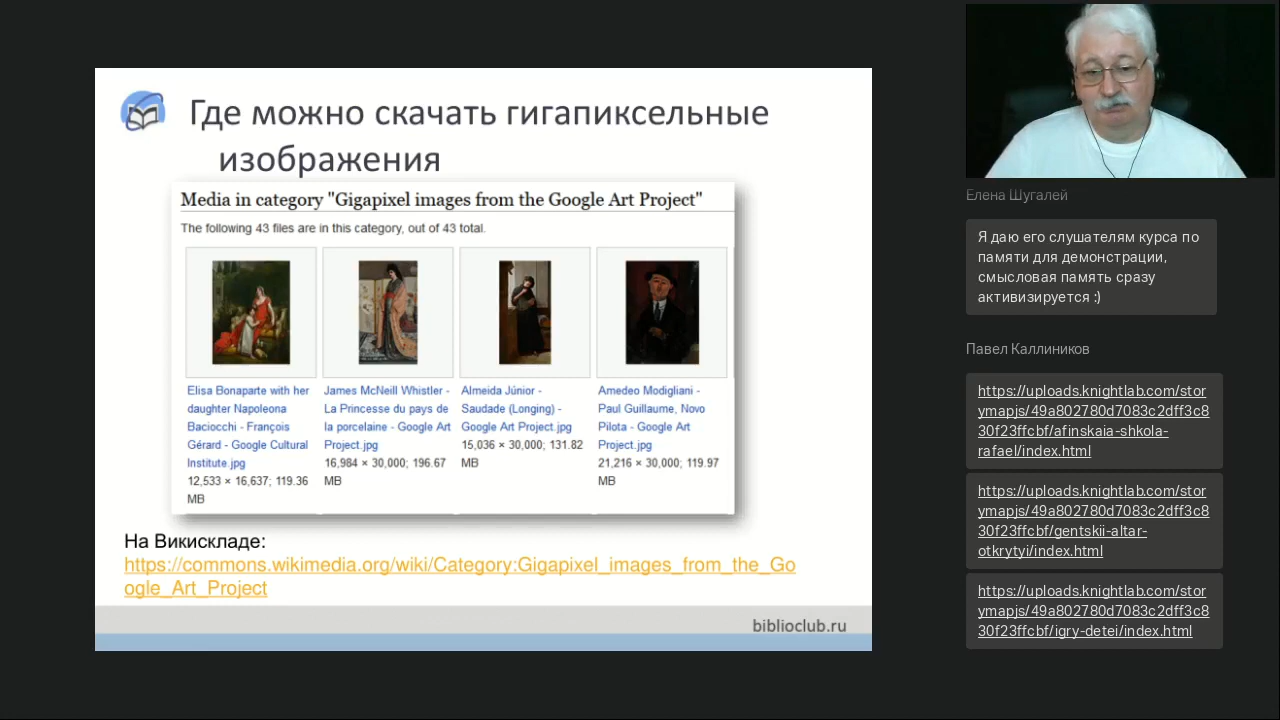 Где можно скачать гигапиксельные
изображения
Media in category "Gigapixel images from the Google Art Project"
The following 43 files are in this category, out of 43 total.
Elisa Bonaparte with her
daughter Napoleona
Baciocchi - François
Gérard - Google Cultural
Institute.jpg
12,533 × 16,637; 119.36
MB
James McNeill Whistler -
La Princesse du pays de
la porcelaine - Google Art
Project.jpg
16,984 × 30,000; 196.67
MB
Almeida Júnior -
Saudade (Longing) -
Google Art Project.jpg
15,036 × 30,000; 131.82
MB
Amedeo Modigliani -
Paul Guillaume, Novo
Pilota - Google Art
Project.jpg
21,216 × 30,000; 119.97
MB
На Викискладе:
https://commons.wikimedia.org/wiki/Category:Gigapixel_images_from_the_Go
ogle_Art_Project
biblioclub.ru
Елена Шугалей
Я даю его слушателям курса по
памяти для демонстрации,
смысловая память сразу
активизируется :)
Павел Каллиников
https://uploads.knightlab.com/stor
ymapjs/49a802780d7083c2dff3c8
30f23ffcbf/afinskaia-shkola-
rafael/index.html
https://uploads.knightlab.com/stor
ymapjs/49a802780d7083c2dff3c8
30f23ffcbf/gentskii-altar-
otkrytyi/index.html
https://uploads.knightlab.com/stor
ymapjs/49a802780d7083c2dff3c8
30f23ffcbf/igry-detei/index.html